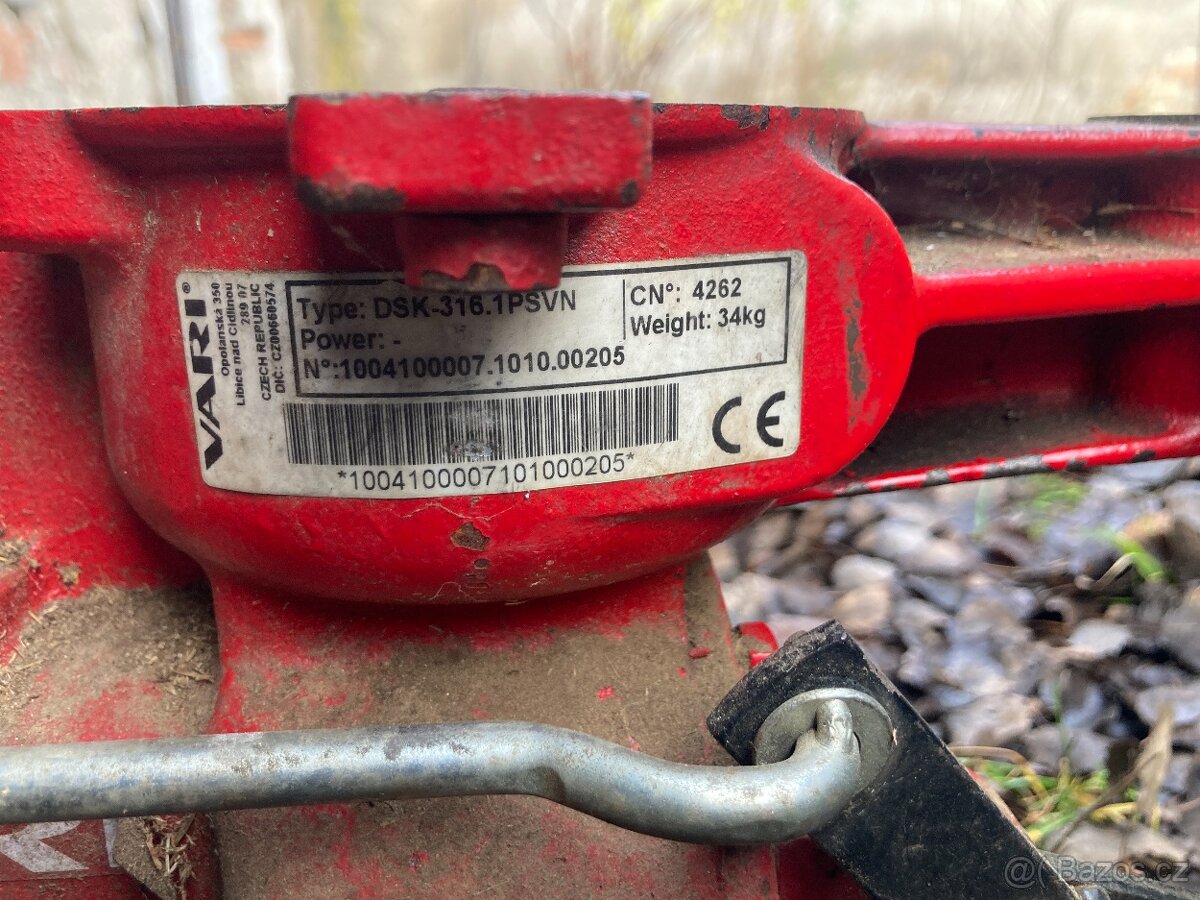 VARI®
Opolanská 350
Libice nad Cidlinou
289 07
CZECH REPUBLIC
DIČ: CZ00660574
Type: DSK-316.1PSVN
CN°: 4262
Power: -
Weight: 34kg
N°:1004100007.1010.00205
CE
*1004100007101000205*
@Bazos.cz